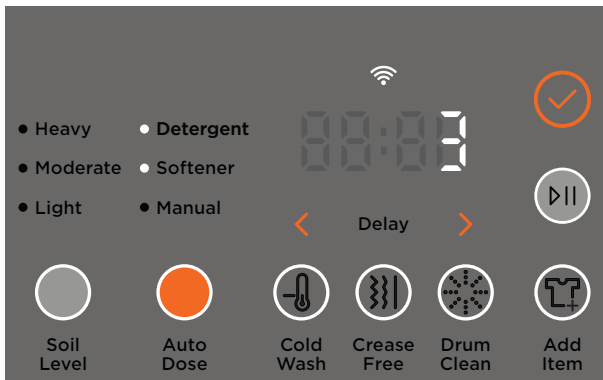 3
Heavy
Detergent
Moderate
Softener
Light
Manual
Delay
Soil
Level
Auto
Dose
Cold
Wash
Crease
Free
Drum
Clean
Add
Item